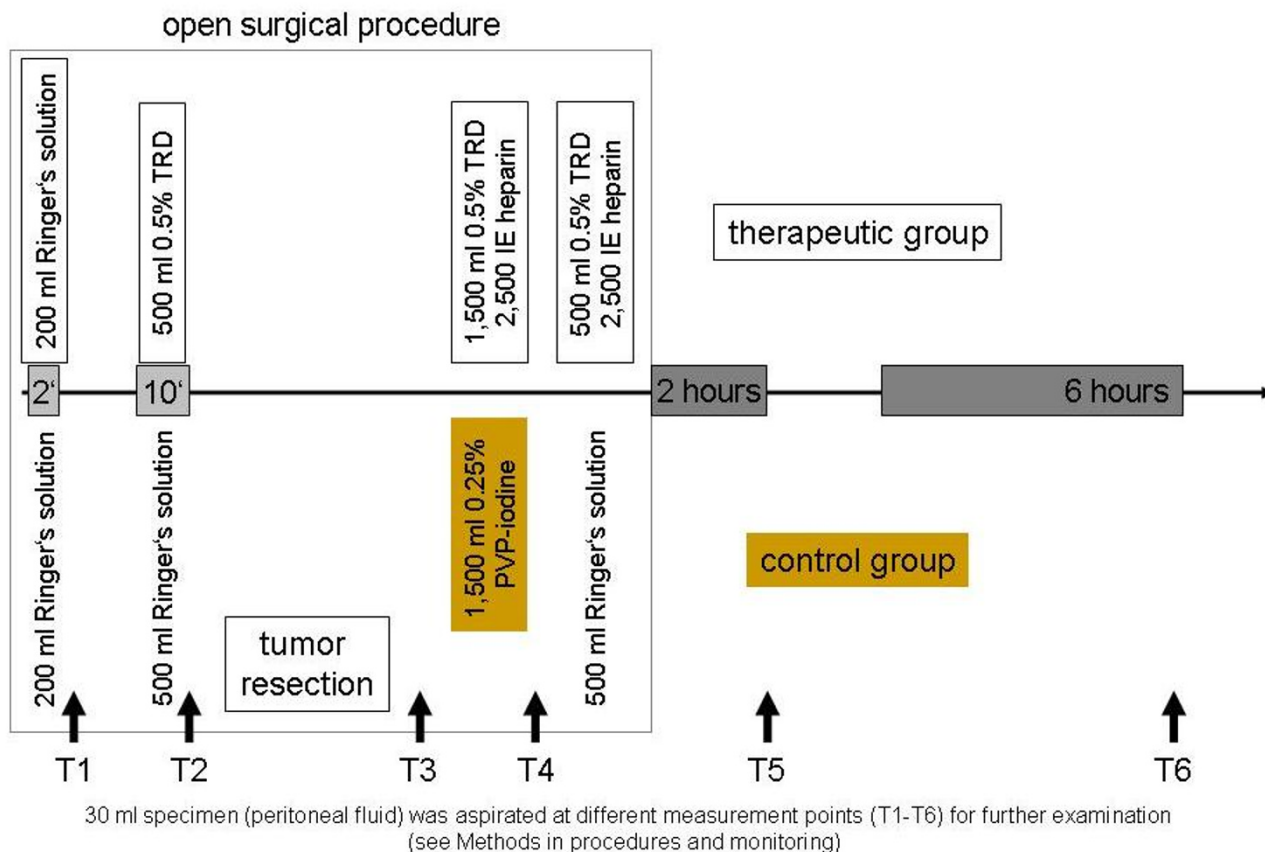 open surgical procedure
200 ml Ringer's solution
500 ml 0.5% TRD
1,500 ml 0.5% TRD
2,500 IE heparin
500 ml 0.5% TRD
2,500 IE heparin
therapeutic group
2'
10'
2 hours
6 hours
200 ml Ringer's solution
500 ml Ringer's solution
1,500 ml 0.25%
PVP-iodine
500 ml Ringer's solution
control group
tumor
resection
T1
T2
T3
T4
T5
T6
30 ml specimen (peritoneal fluid) was aspirated at different measurement points (T1-T6) for further examination
(see Methods in procedures and monitoring)